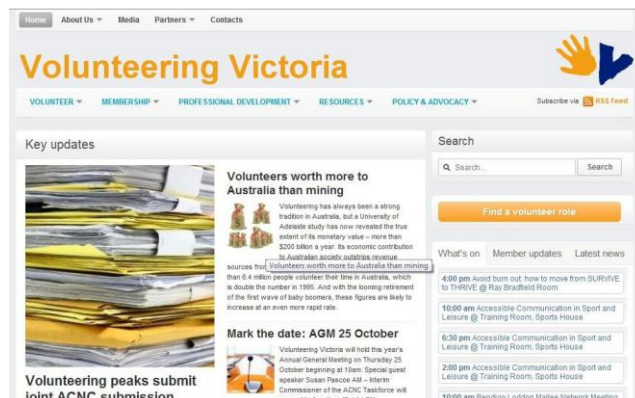 Home About Us Media Partners Contacts
Volunteering Victoria
VOLUNTEER MEMBERSHIP PROFESSIONAL DEVELOPMENT RESOURCES POLICY & ADVOCACY Subscribe via RSS Feed
Key updates
Volunteers worth more to
Australia than mining
Volunteering has always been a strong
tradition in Australia, but a University of
Adelaide study has now revealed the true
extent of its monetary value – more than
$200 billion a year. Its economic contribution
to Australian society outstrips revenue
sources from
Volunteers worth more to Australia than mining
than 6.4 million people volunteer their time in Australia, which
is double the number in 1995. And with the looming retirement
of the first wave of baby boomers, these figures are likely to
increase at an even more rapid rate.
Mark the date: AGM 25 October
Volunteering Victoria will hold this year's
Annual General Meeting on Thursday 25
October beginning at 10am. Special guest
speaker Susan Pascoe AM – Interim
Commissioner of the ACNC Taskforce will
Volunteering peaks submit
joint ACNC submission
Search
Search...
Search
Find a volunteer role
What's on Member updates Latest news
4:00 pm Avoid burn out: how to move from SURVIVE
to THRIVE @ Ray Bradfield Room
10:00 am Accessible Communication in Sport and
Leisure @ Training Room, Sports House
6:30 pm Accessible Communication in Sport and
Leisure @ Training Room, Sports House
2:00 pm Accessible Communication in Sport and
Leisure @ Training Room, Sports House
10:00 am Bendigo Loddon Mallee Network Meeting